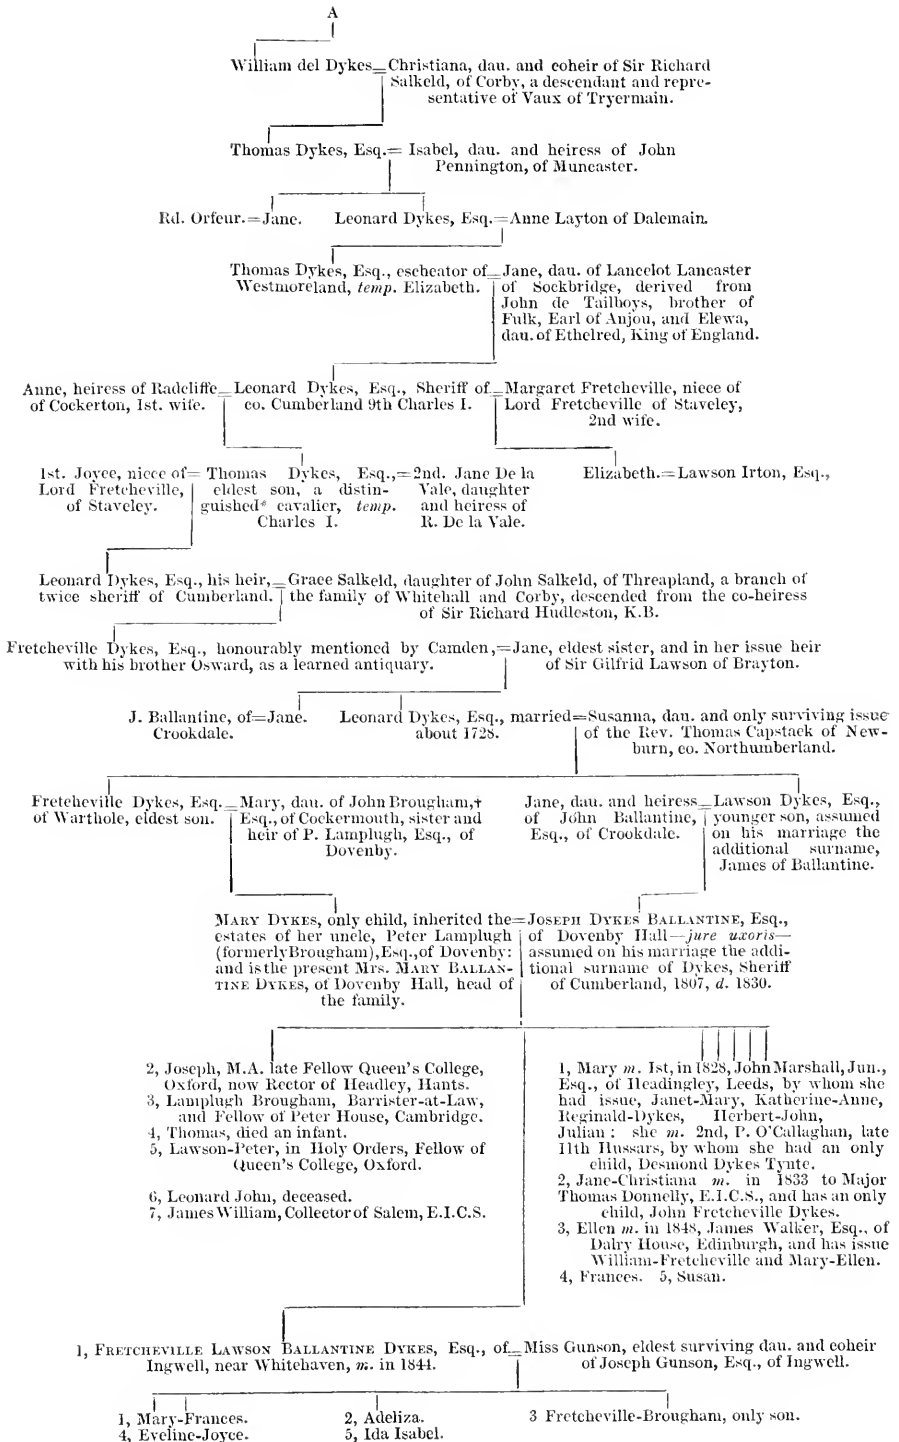 A
William del Dykes=Christiana, dau. and coheir of Sir Richard
Salkeld, of Corby, a descendant and repre-
sentative of Vaux of Tryermain.
Thomas Dykes, Esq.= Isabel, dau. and heiress of John
Pennington, of Muncaster.
Rd. Orfeur.=Jane. Leonard Dykes, Esq.=Anne Layton of Dalemain.
Thomas Dykes, Esq., escheator of
Westmoreland, temp. Elizabeth.
=Jane, dau. of Lancelot Lancaster
of Sockbridge, derived from
John de Tailboys, brother of
Fulk, Earl of Anjou, and Elewa,
dau. of Ethelred, King of England.
Anne, heiress of Radcliffe
of Cockerton, 1st. wife.
=Leonard Dykes, Esq., Sheriff of
co. Cumberland 9th Charles I.
=Margaret Fretcheville, niece of
Lord Fretcheville of Staveley,
2nd wife.
1st. Joyce, niece of
Lord Fretcheville,
of Staveley.
= Thomas Dykes, Esq.,
eldest son, a distin-
guished* cavalier, temp.
Charles I.
=2nd. Jane De la
Vale, daughter
and heiress of
R. De la Vale.
Elizabeth.=Lawson Irton, Esq.,
Leonard Dykes, Esq., his heir,
twice sheriff of Cumberland.
=Grace Salkeld, daughter of John Salkeld, of Threapland, a branch of
the family of Whitehall and Corby, descended from the co-heiress
of Sir Richard Hudleston, K.B.
Fretcheville Dykes, Esq., honourably mentioned by Camden,
with his brother Osward, as a learned antiquary.
=Jane, eldest sister, and in her issue heir
of Sir Gilfrid Lawson of Brayton.
J. Ballantine, of=Jane.
Crookdale.
Leonard Dykes, Esq., married
about 1728.
=Susanna, dau. and only surviving issue
of the Rev. Thomas Capstack of New-
burn, co. Northumberland.
Fretcheville Dykes, Esq.
of Warthole, eldest son.
=Mary, dau. of John Brougham,†
Esq., of Cockermouth, sister and
heir of P. Lamplugh, Esq., of
Dovenby.
Jane, dau. and heiress
of John Ballantine,
Esq., of Crookdale.
=Lawson Dykes, Esq.,
younger son, assumed
on his marriage the
additional surname,
James of Ballantine.
MARY DYKES, only child, inherited the
estates of her uncle, Peter Lamplugh
(formerly Brougham), Esq., of Dovenby:
and is the present Mrs. MARY BALLAN-
TINE DYKES, of Dovenby Hall, head of
the family.
=JOSEPH DYKES BALLANTINE, Esq.,
of Dovenby Hall—jure uxoris—
assumed on his marriage the addi-
tional surname of Dykes, Sheriff
of Cumberland, 1807, d. 1830.
2, Joseph, M.A. late Fellow Queen's College,
Oxford, now Rector of Headley, Hants.
3, Lamplugh Brougham, Barrister-at-Law,
and Fellow of Peter House, Cambridge.
4, Thomas, died an infant.
5, Lawson-Peter, in Holy Orders, Fellow of
Queen's College, Oxford.
6, Leonard John, deceased.
7, James William, Collector of Salem, E.I.C.S.
1, Mary m. 1st, in 1828, John Marshall, Jun.,
Esq., of Headingley, Leeds, by whom she
had issue, Janet-Mary, Katherine-Anne,
Reginald-Dykes, Herbert-John,
Julian: she m. 2nd, P. O'Callaghan, late
11th Hussars, by whom she had an only
child, Desmond Dykes Tynte.
2, Jane-Christiana m. in 1833 to Major
Thomas Donnelly, E.I.C.S., and has an only
child, John Fretcheville Dykes.
3, Ellen m. in 1848, James Walker, Esq., of
Dalry House, Edinburgh, and has issue
William-Fretcheville and Mary-Ellen.
4, Frances. 5, Susan.
1, FRETCHEVILLE LAWSON BALLANTINE DYKES, Esq., of
Ingwell, near Whitehaven, m. in 1844.
=Miss Gunson, eldest surviving dau. and coheir
of Joseph Gunson, Esq., of Ingwell.
1, Mary-Frances. 2, Adeliza. 3 Fretcheville-Brougham, only son.
4, Eveline-Joyce. 5, Ida Isabel.